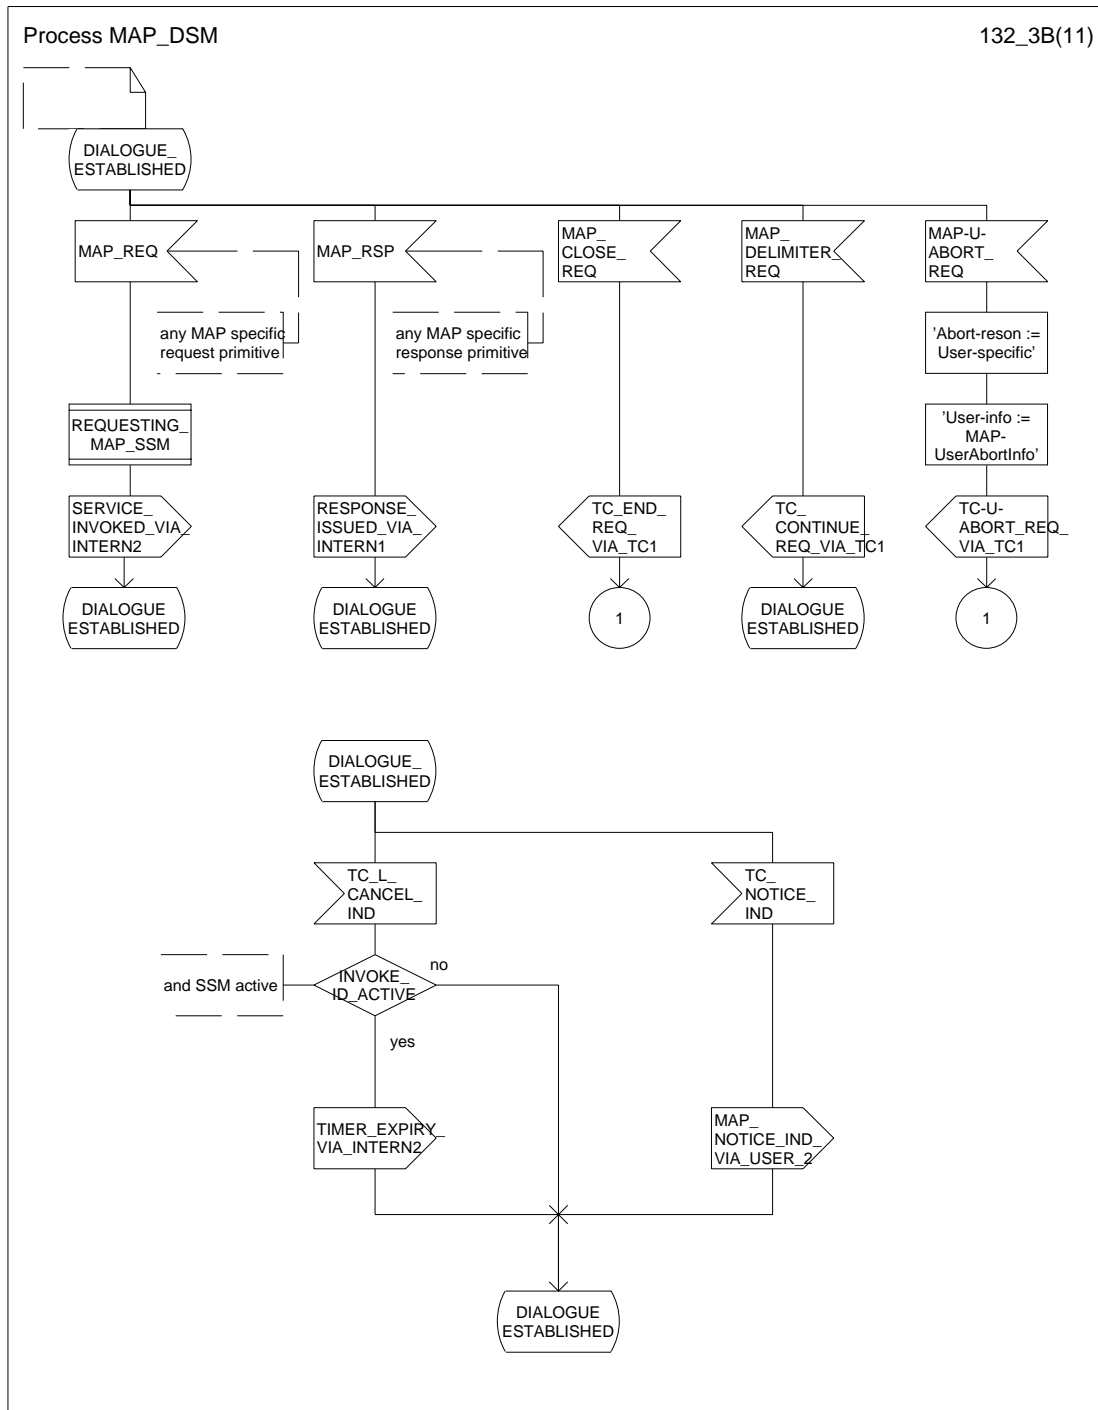 Process MAP_DSM
132_3B(11)
DIALOGUE_
ESTABLISHED
MAP_REQ
MAP_RSP
MAP_
CLOSE_
REQ
MAP_
DELIMITER_
REQ
MAP-U-
ABORT_
REQ
any MAP specific
request primitive
any MAP specific
response primitive
'Abort-reson :=
User-specific'
REQUESTING_
MAP_SSM
'User-info :=
MAP-
UserAbortInfo'
SERVICE_
INVOKED_VIA_
INTERN2
RESPONSE_
ISSUED_VIA_
INTERN1
TC_END_
REQ_
VIA_TC1
TC_
CONTINUE_
REQ_VIA_TC1
TC-U-
ABORT_REQ_
VIA_TC1
DIALOGUE
ESTABLISHED
DIALOGUE
ESTABLISHED
1
DIALOGUE
ESTABLISHED
1
DIALOGUE_
ESTABLISHED
TC_L_
CANCEL_
IND
TC_
NOTICE_
IND
and SSM active
INVOKE_
ID_ACTIVE
no
yes
TIMER_EXPIRY_
VIA_INTERN2
MAP_
NOTICE_IND_
VIA_USER_2
DIALOGUE
ESTABLISHED